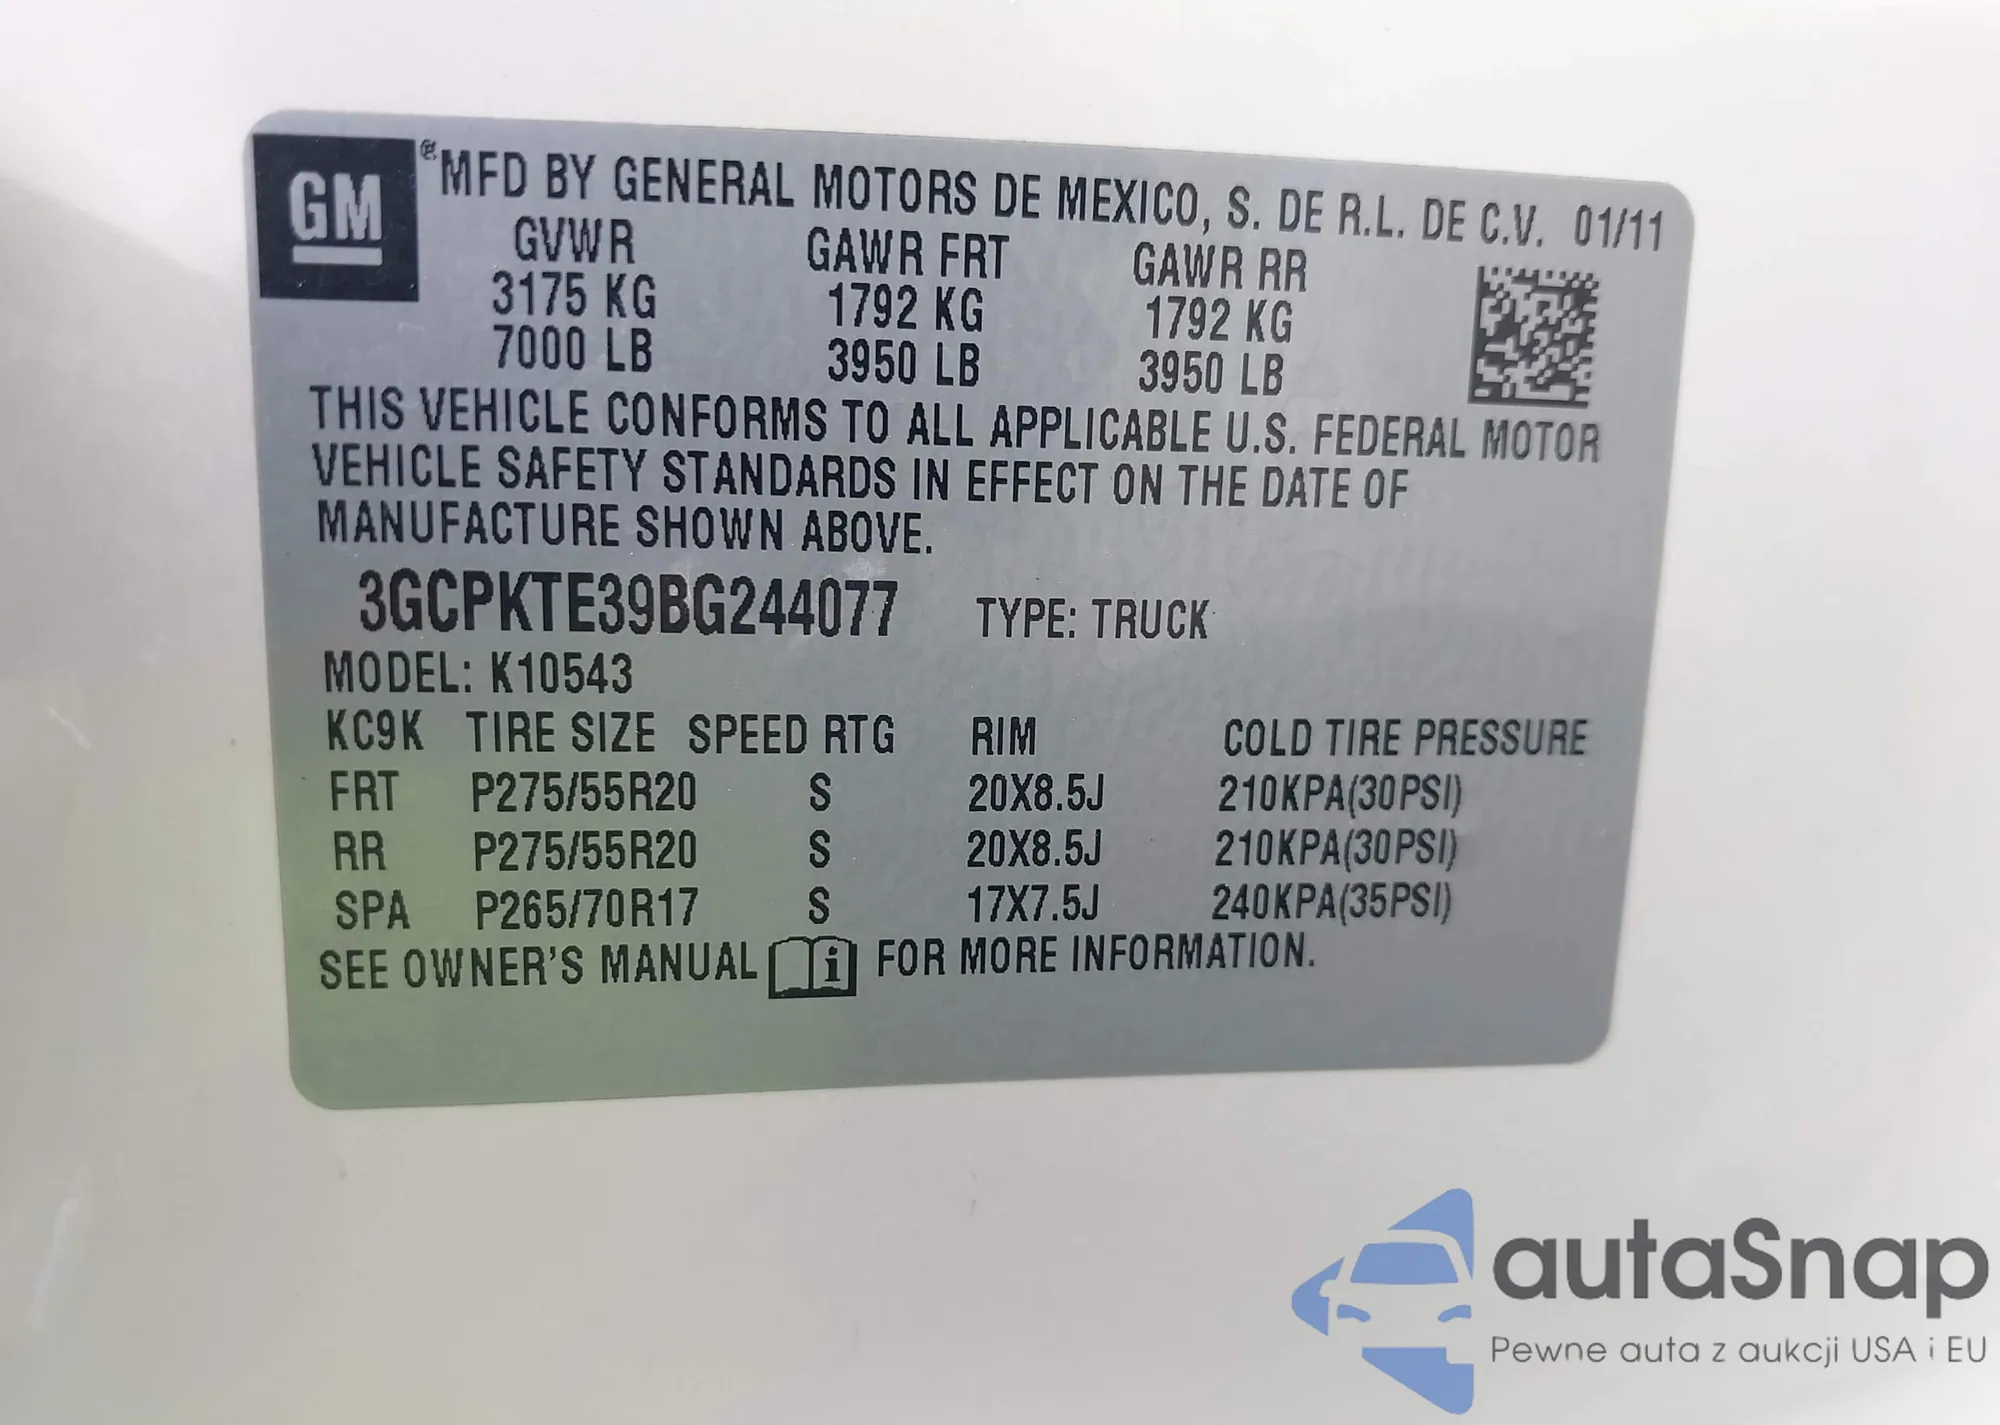 GM
®MFD BY GENERAL MOTORS DE MEXICO, S. DE R.L. DE C.V. 01/11
GVWR GAWR FRT GAWR RR
3175 KG 1792 KG 1792 KG
7000 LB 3950 LB 3950 LB
THIS VEHICLE CONFORMS TO ALL APPLICABLE U.S. FEDERAL MOTOR
VEHICLE SAFETY STANDARDS IN EFFECT ON THE DATE OF
MANUFACTURE SHOWN ABOVE.
3GCPKTE39BG244077 TYPE: TRUCK
MODEL: K10543
KC9K TIRE SIZE SPEED RTG RIM COLD TIRE PRESSURE
FRT P275/55R20 S 20X8.5J 210KPA(30PSI)
RR P275/55R20 S 20X8.5J 210KPA(30PSI)
SPA P265/70R17 S 17X7.5J 240KPA(35PSI)
SEE OWNER'S MANUAL i FOR MORE INFORMATION.
autaSnap
Pewne auta z aukcji USA i EU